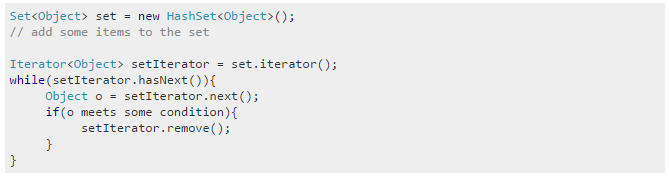 Set<Object> set = new HashSet<Object>();
// add some items to the set

Iterator<Object> setIterator = set.iterator();
while(setIterator.hasNext()){
     Object o = setIterator.next();
     if(o meets some condition){
          setIterator.remove();
     }
}